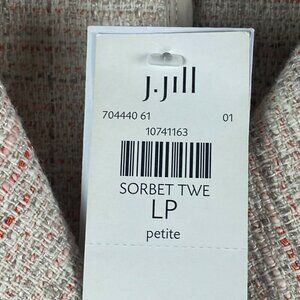 j.jill
704440 61 01
10741163
SORBET TWE
LP
petite